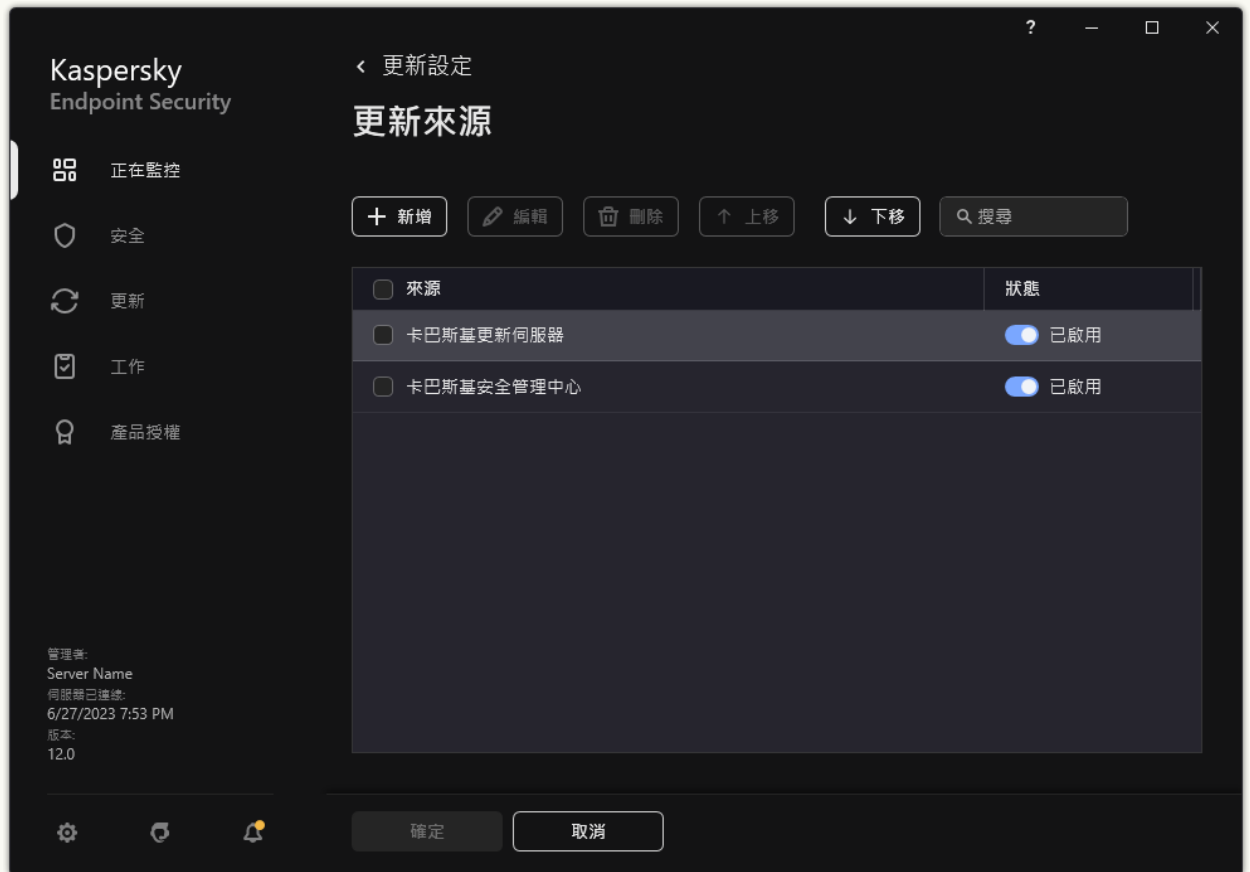 ?
Kaspersky
Endpoint Security
更新設定
更新來源
正在監控
安全
更新
工作
產品授權
新增 編輯 刪除 上移 下移 搜尋
來源 狀態
卡巴斯基更新伺服器 已啟用
卡巴斯基安全管理中心 已啟用
管理者:
Server Name
伺服器已連線:
6/27/2023 7:53 PM
版本:
12.0
確定 取消